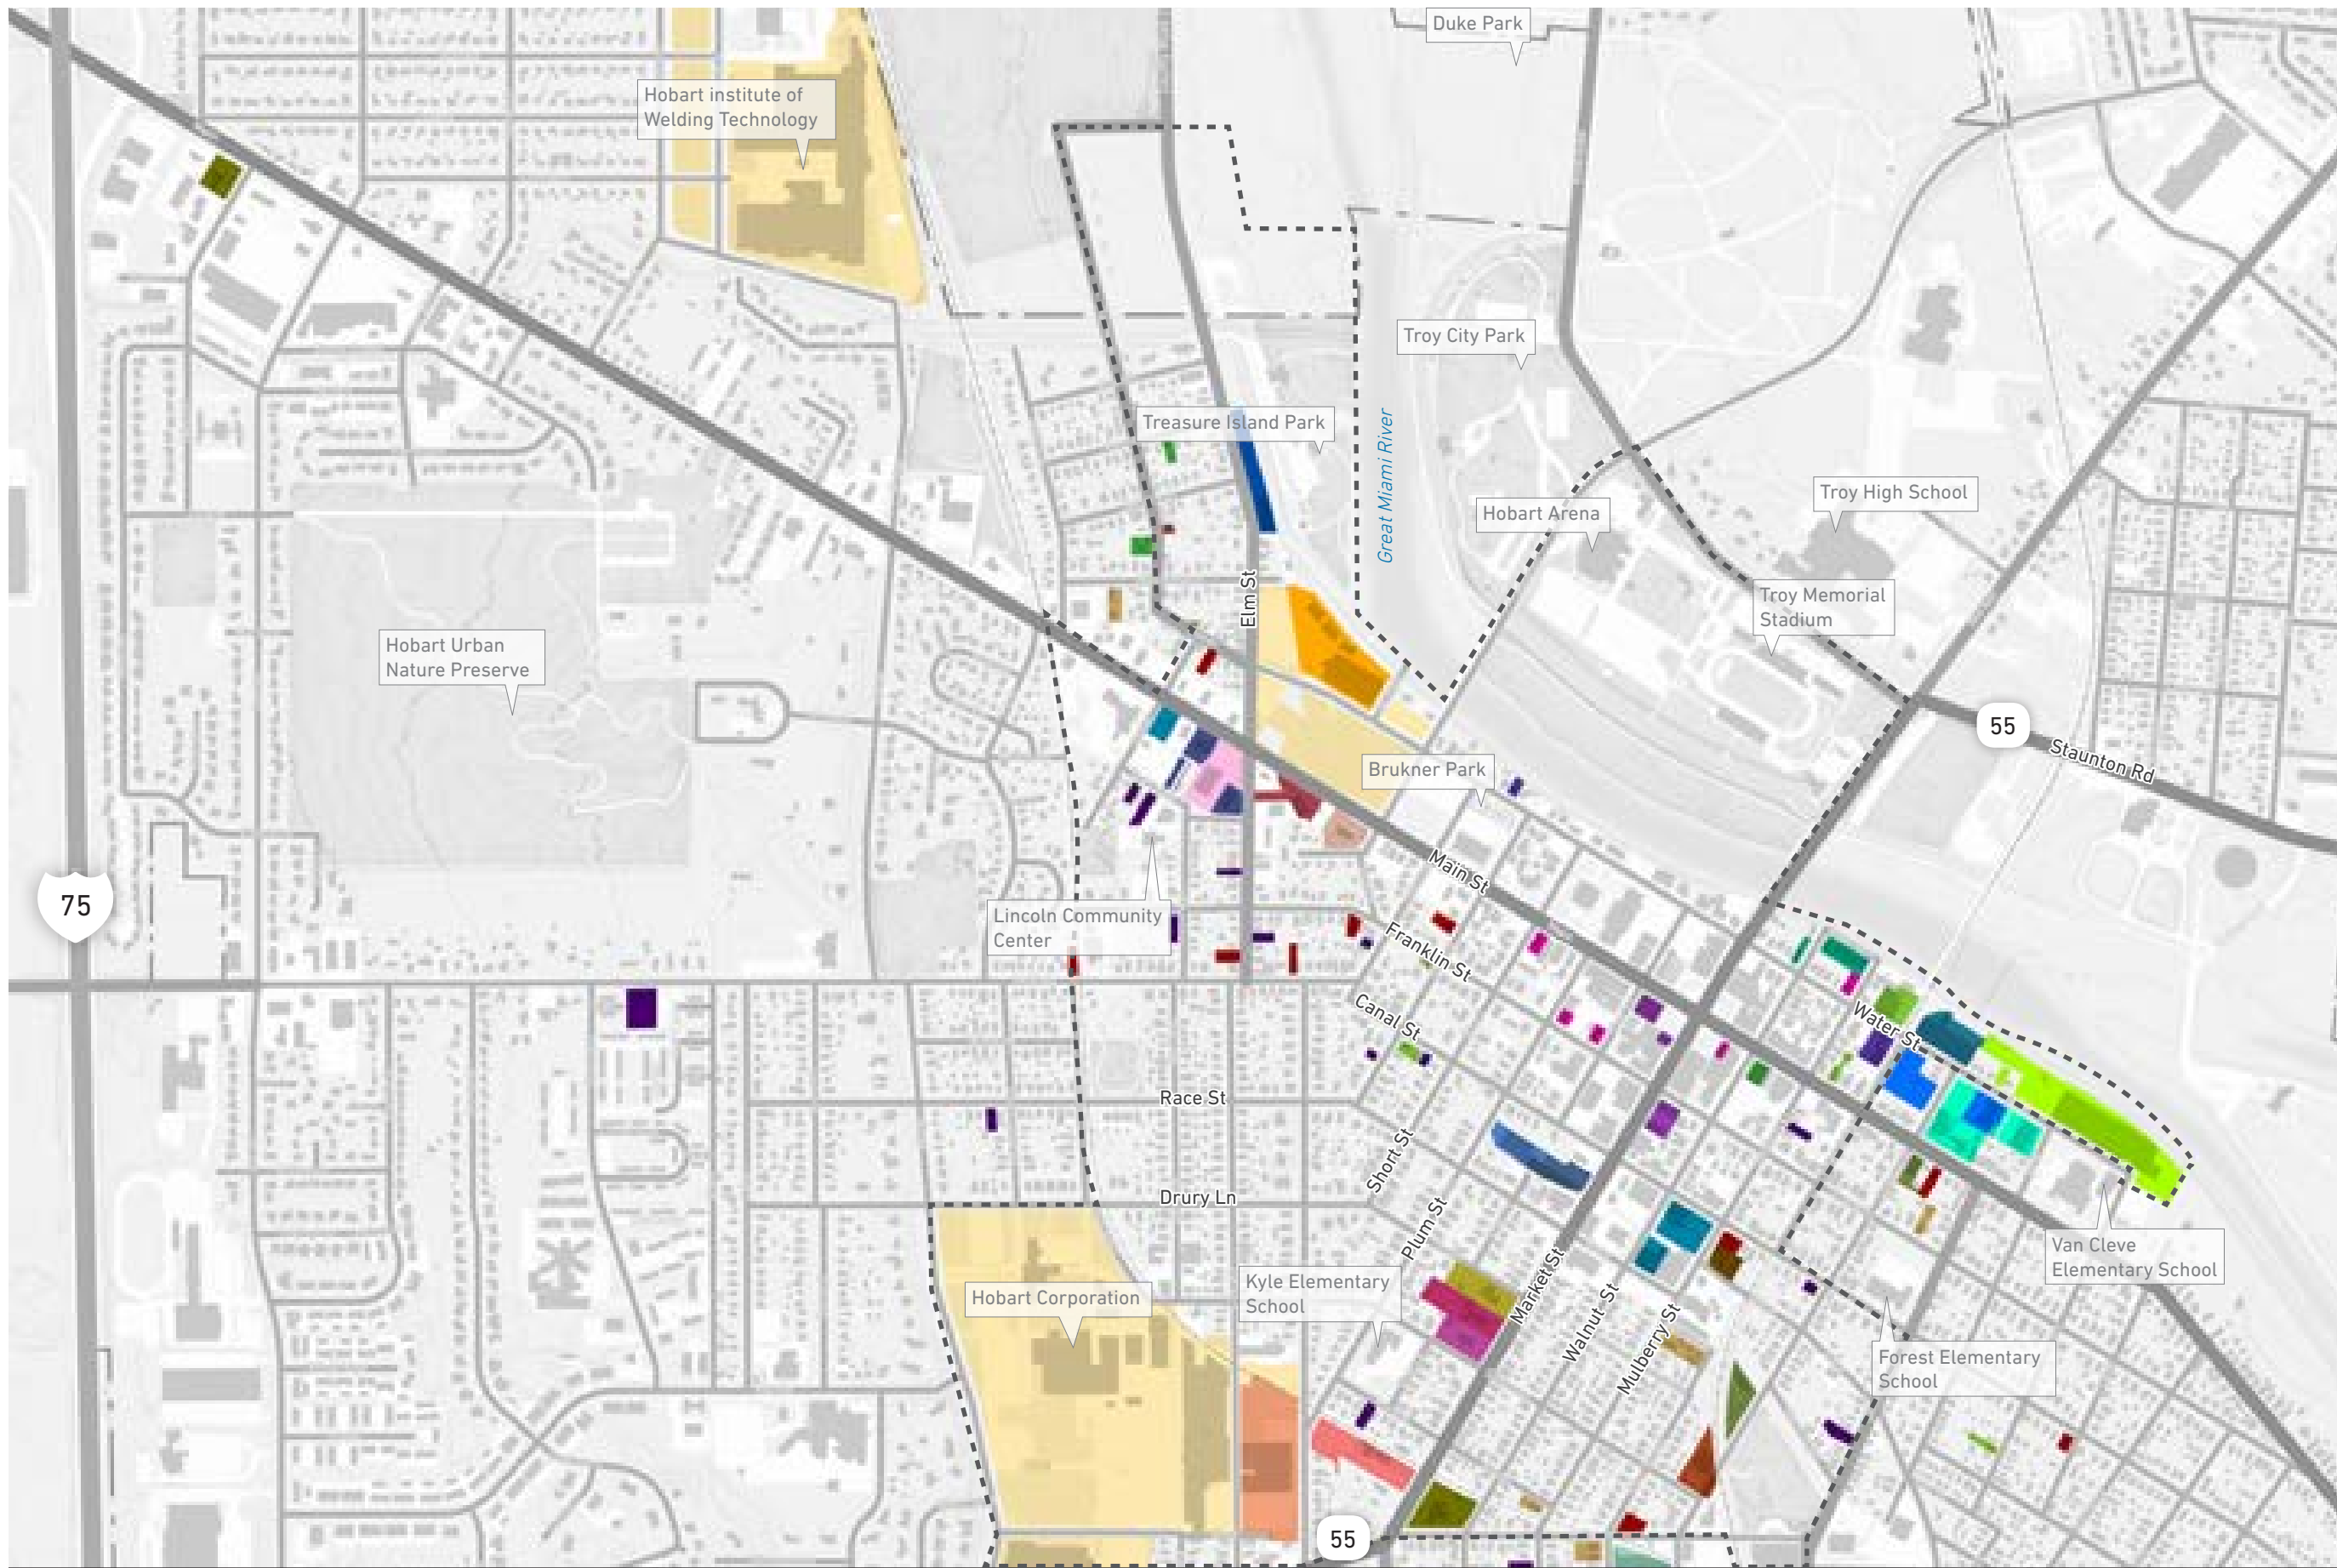 Duke Park
Hobart institute of
Welding Technology
Troy City Park
Treasure Island Park
Great Miami River
Troy High School
Hobart Arena
Elm St
Troy Memorial
Stadium
Hobart Urban
Nature Preserve
55
Staunton Rd
Brukner Park
Main St
75
Lincoln Community
Center
Franklin St
Canal St
Water St
Race St
Short St
Drury Ln
Plum St
Van Cleve
Elementary School
Hobart Corporation
Kyle Elementary
School
Market St
Walnut St
Mulberry St
Forest Elementary
School
55